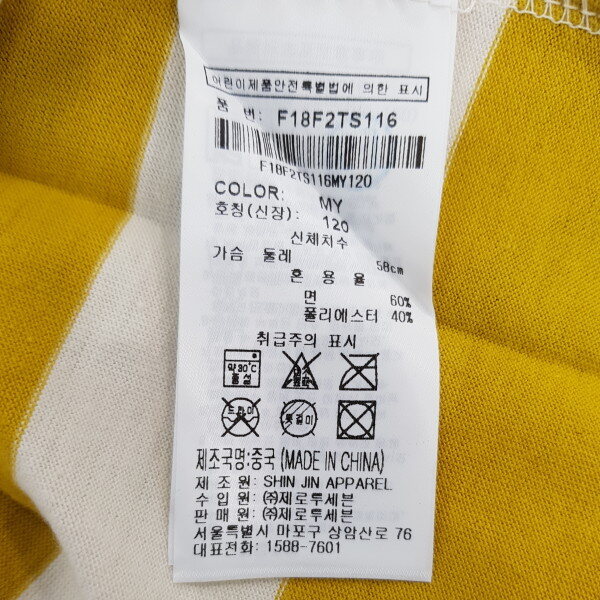 어린이제품안전특별법에 의한 표시
품 번: F18F2TS116
F18F2TS116MY120
COLOR: MY
호칭(신장): 120
신체치수
가슴 둘레 58cm
혼 용 율
면 60%
폴리에스터 40%
취급주의 표시
약30℃
중성
드라이
옷걸이
제조국명:중국 (MADE IN CHINA)
제 조 원: SHIN JIN APPAREL
수 입 원: ㈜제로투세븐
판 매 원: ㈜제로투세븐
서울특별시 마포구 상암산로 76
대표전화: 1588-7601